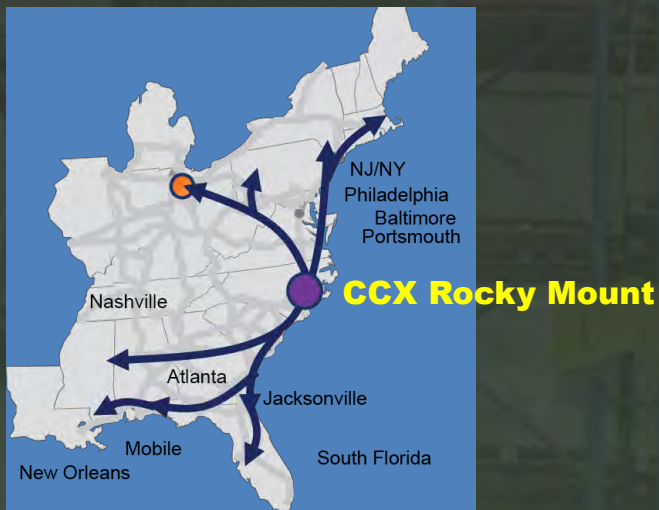 NJ/NY
Philadelphia
Baltimore
Portsmouth
CCX Rocky Mount
Nashville
Atlanta
Jacksonville
Mobile
South Florida
New Orleans